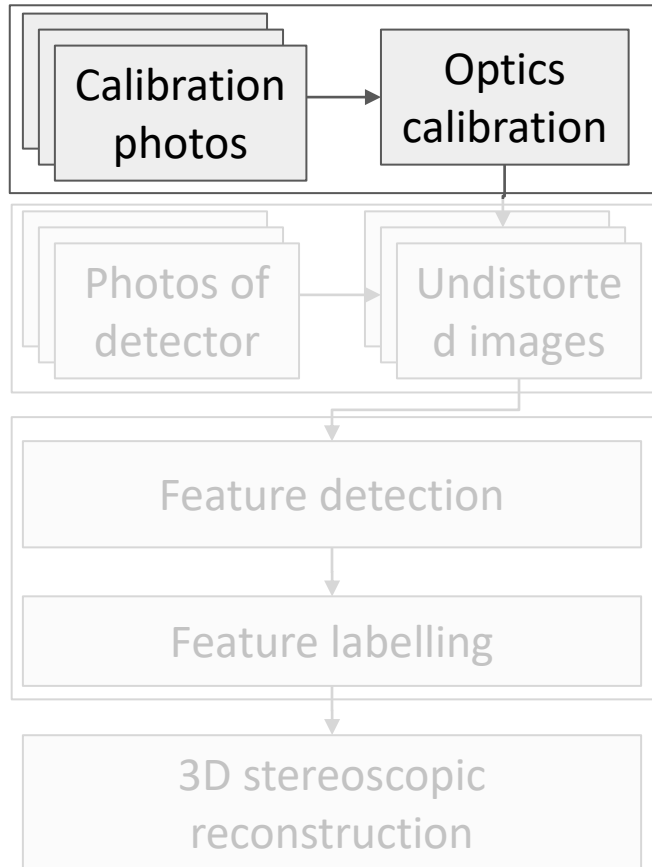 Calibration
photos
Optics
calibration
Photos of
detector
Undistorte
d images
Feature detection
Feature labelling
3D stereoscopic
reconstruction